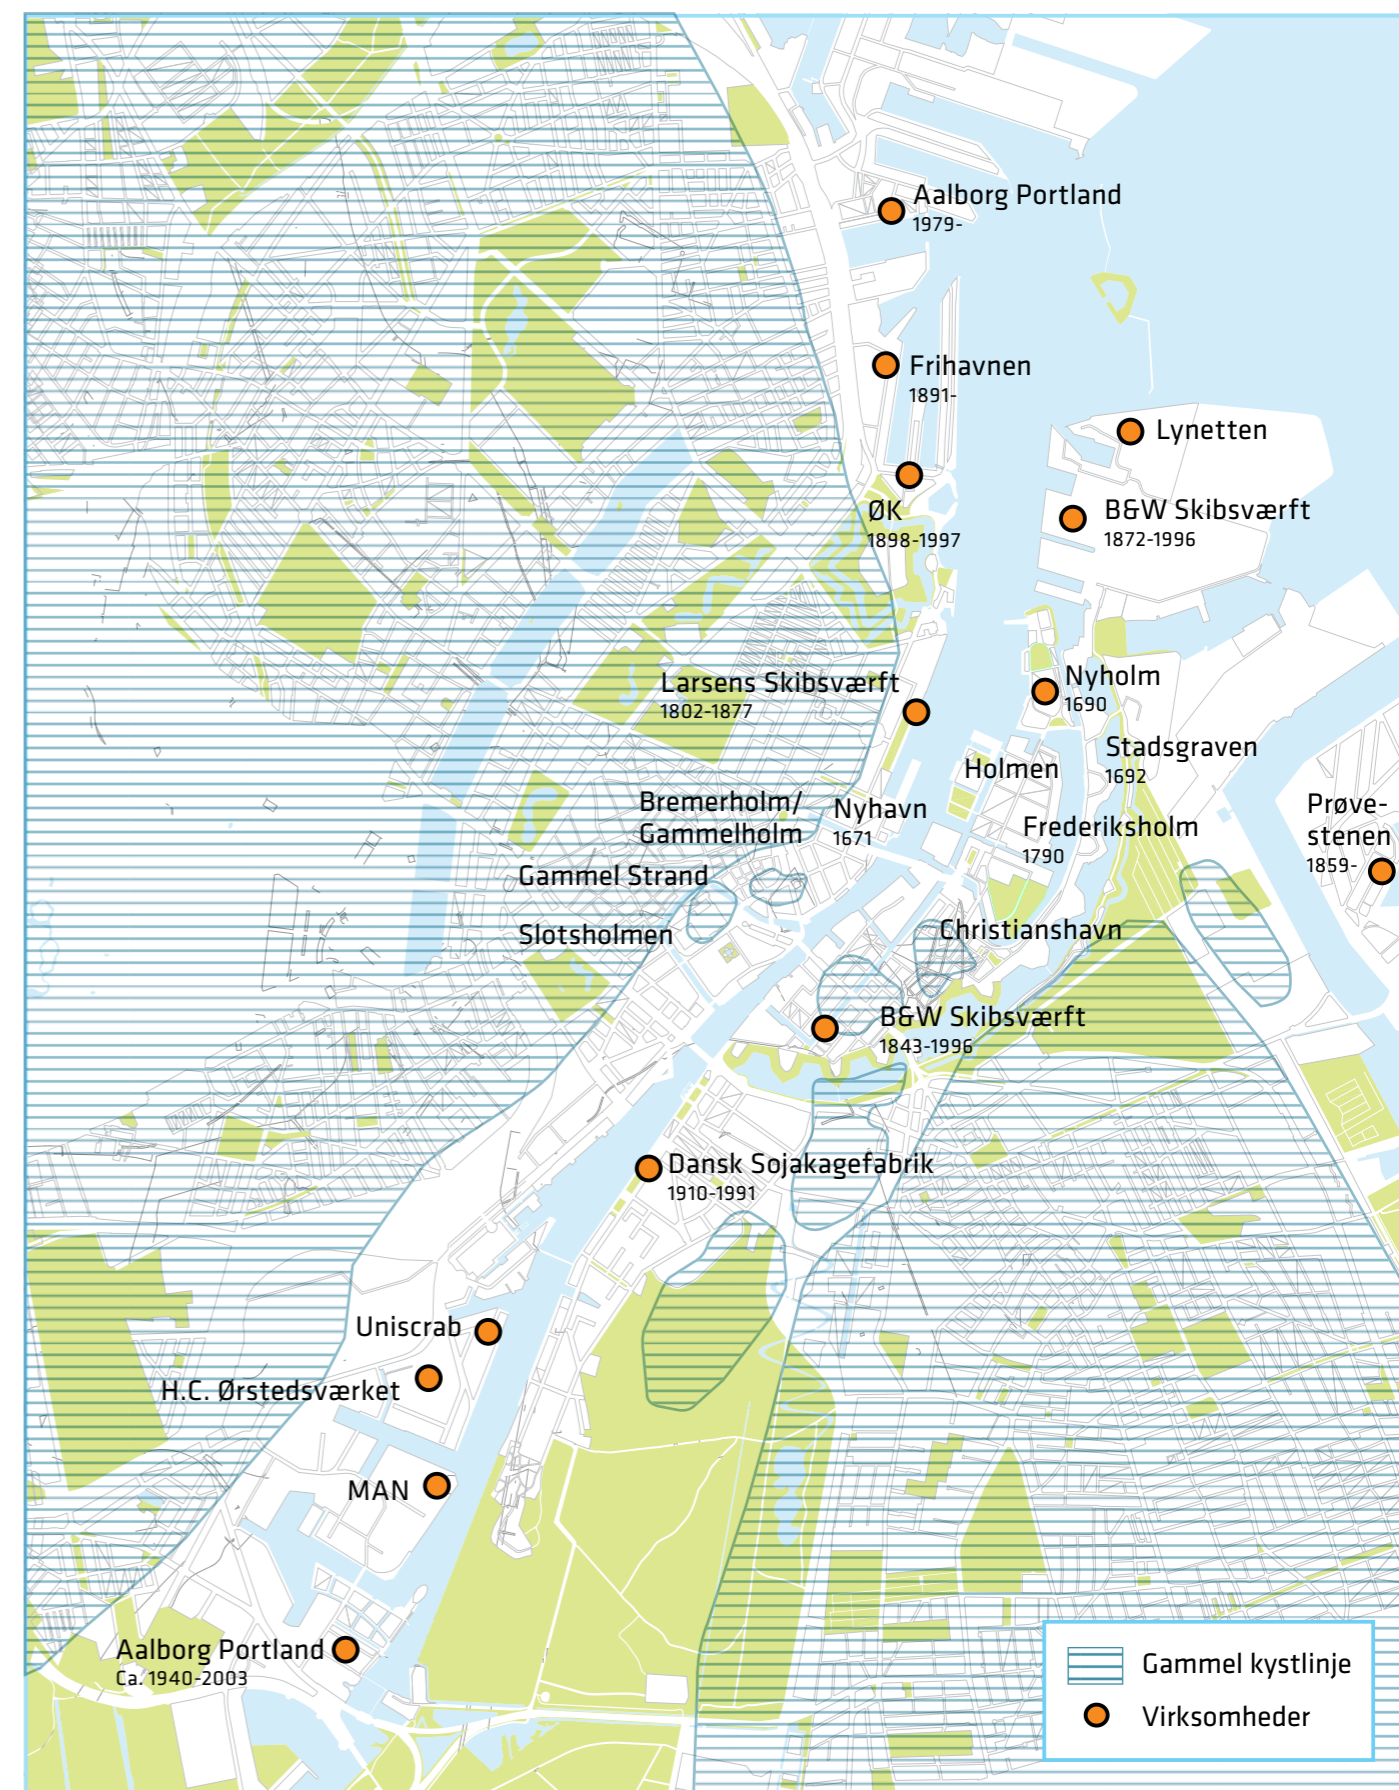 Aalborg Portland
1979-
Frihavnen
1891-
Lynetten
ØK
1898-1997
B&W Skibsværft
1872-1996
Larsens Skibsværft
1802-1877
Nyholm
1690
Stadsgraven
1692
Holmen
Bremerholm/
Gammelholm
Nyhavn
1671
Frederiksholm
1790
Prøve-
stenen
1859-
Gammel Strand
Slotsholmen
Christianshavn
B&W Skibsværft
1843-1996
Dansk Sojakagefabrik
1910-1991
Uniscrab
H.C. Ørstedsværket
MAN
Aalborg Portland
Ca. 1940-2003
Gammel kystlinje
Virksomheder